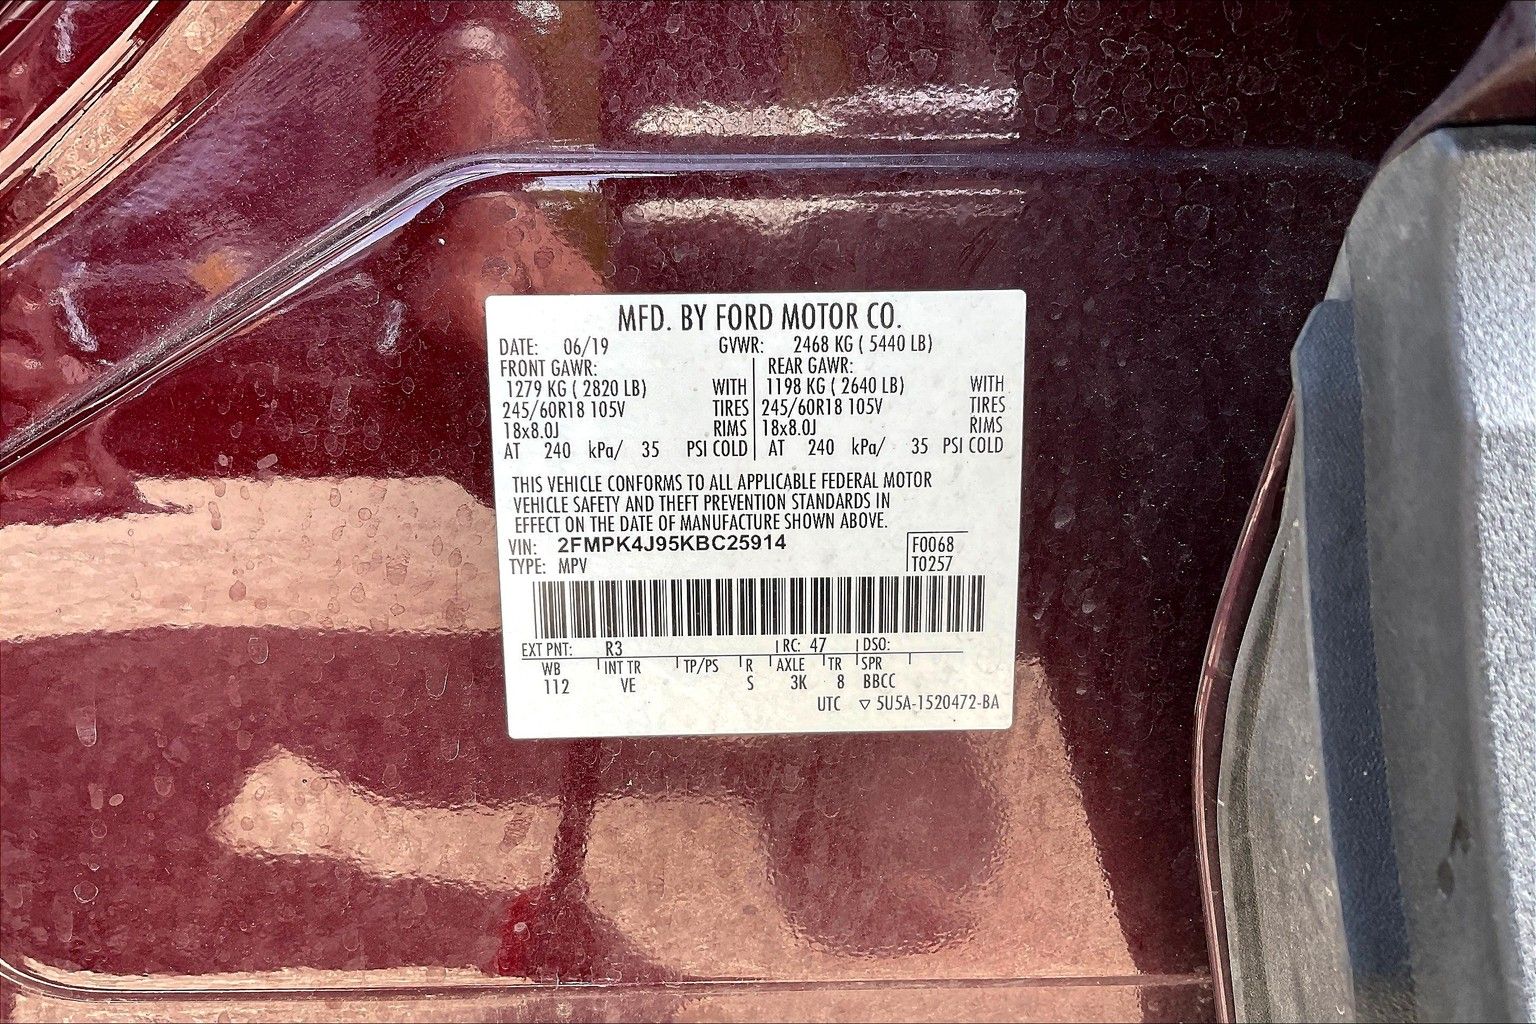 MFD. BY FORD MOTOR CO.
DATE: 06/19 GVWR: 2468 KG ( 5440 LB)
FRONT GAWR: REAR GAWR:
1279 KG ( 2820 LB) WITH 1198 KG ( 2640 LB) WITH
245/60R18 105V TIRES 245/60R18 105V TIRES
18x8.0J RIMS 18x8.0J RIMS
AT 240 kPa/ 35 PSI COLD AT 240 kPa/ 35 PSI COLD
THIS VEHICLE CONFORMS TO ALL APPLICABLE FEDERAL MOTOR
VEHICLE SAFETY AND THEFT PREVENTION STANDARDS IN
EFFECT ON THE DATE OF MANUFACTURE SHOWN ABOVE.
VIN: 2FMPK4J95KBC25914 F0068
TYPE: MPV T0257
EXT PNT: R3 RC: 47 DSO:
WB INT TR TP/PS R AXLE TR SPR
112 VE S 3K 8 BBCC
UTC ▽ 5U5A-1520472-BA